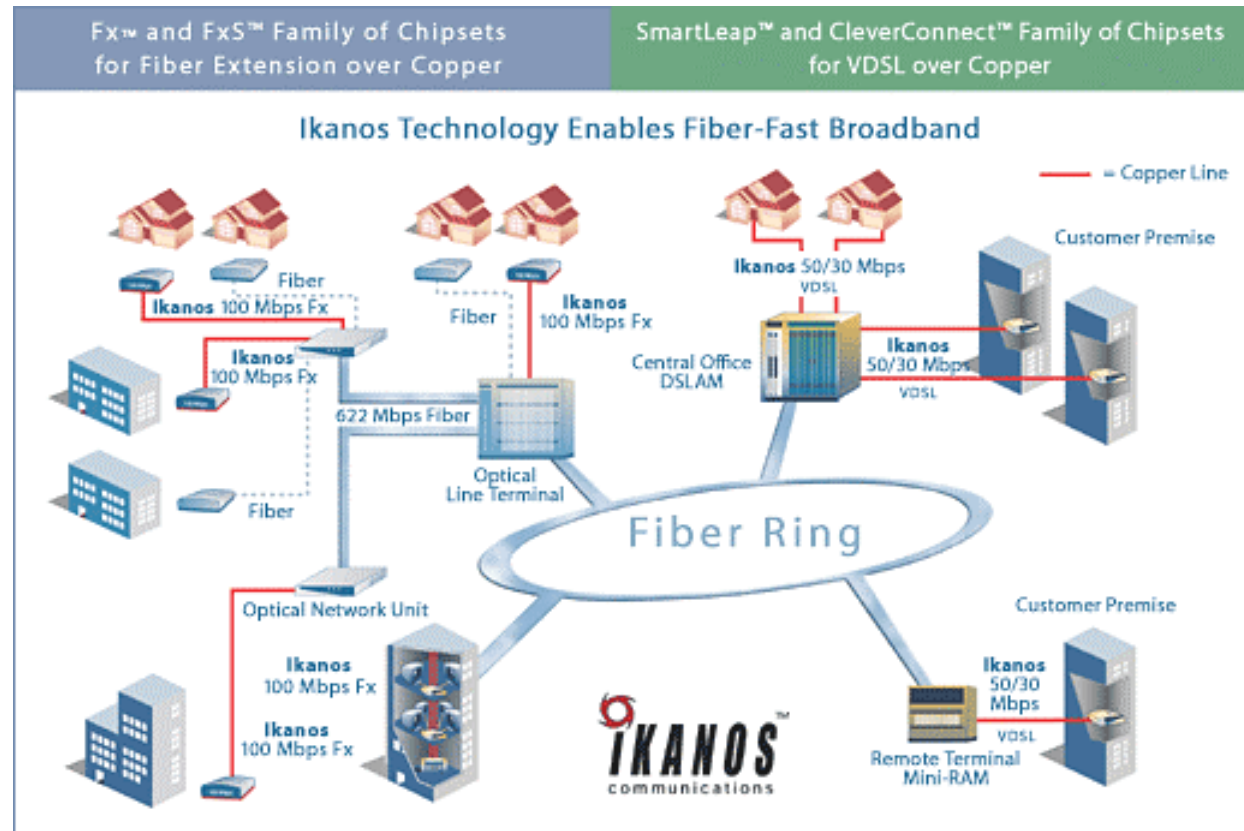 Fx™ and FxS™ Family of Chipsets
for Fiber Extension over Copper
SmartLeap™ and CleverConnect™ Family of Chipsets
for VDSL over Copper
Ikanos Technology Enables Fiber-Fast Broadband
= Copper Line
Customer Premise
Fiber
Ikanos 100 Mbps Fx
Ikanos
100 Mbps Fx
Fiber
Ikanos
100 Mbps Fx
Ikanos 50/30 Mbps
VDSL
Central Office
DSLAM
Ikanos
50/30 Mbps
VDSL
622 Mbps Fiber
Optical
Line Terminal
Fiber
Fiber Ring
Optical Network Unit
Ikanos
100 Mbps Fx
Ikanos
100 Mbps Fx
Customer Premise
Ikanos
50/30
Mbps
VDSL
Remote Terminal
Mini-RAM
IKANOS™
communications